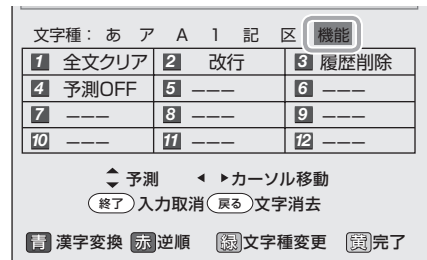 文字種： あ ア A 1 記 区 機能
1 全文クリア 2 改行 3 履歴削除
4 予測OFF 5 ––– 6 –––
7 ––– 8 ––– 9 –––
10 ––– 11 ––– 12 –––
予測 カーソル移動
終了 入力取消 戻る 文字消去
青 漢字変換 赤 逆順 緑 文字種変更 黄 完了